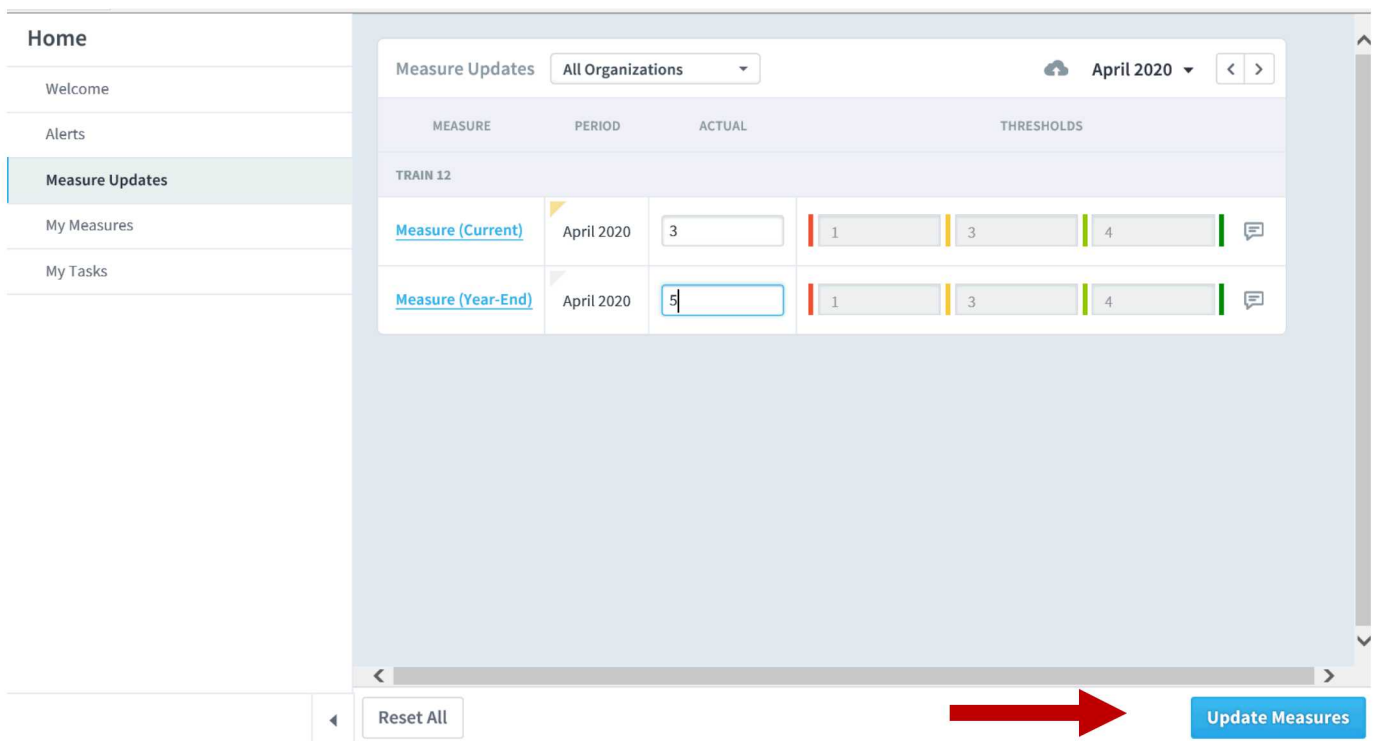 Home
Welcome
Alerts
Measure Updates
My Measures
My Tasks
Measure Updates All Organizations April 2020
MEASURE PERIOD ACTUAL THRESHOLDS
TRAIN 12
Measure (Current) April 2020 3 1 3 4
Measure (Year-End) April 2020 5 1 3 4
Reset All Update Measures